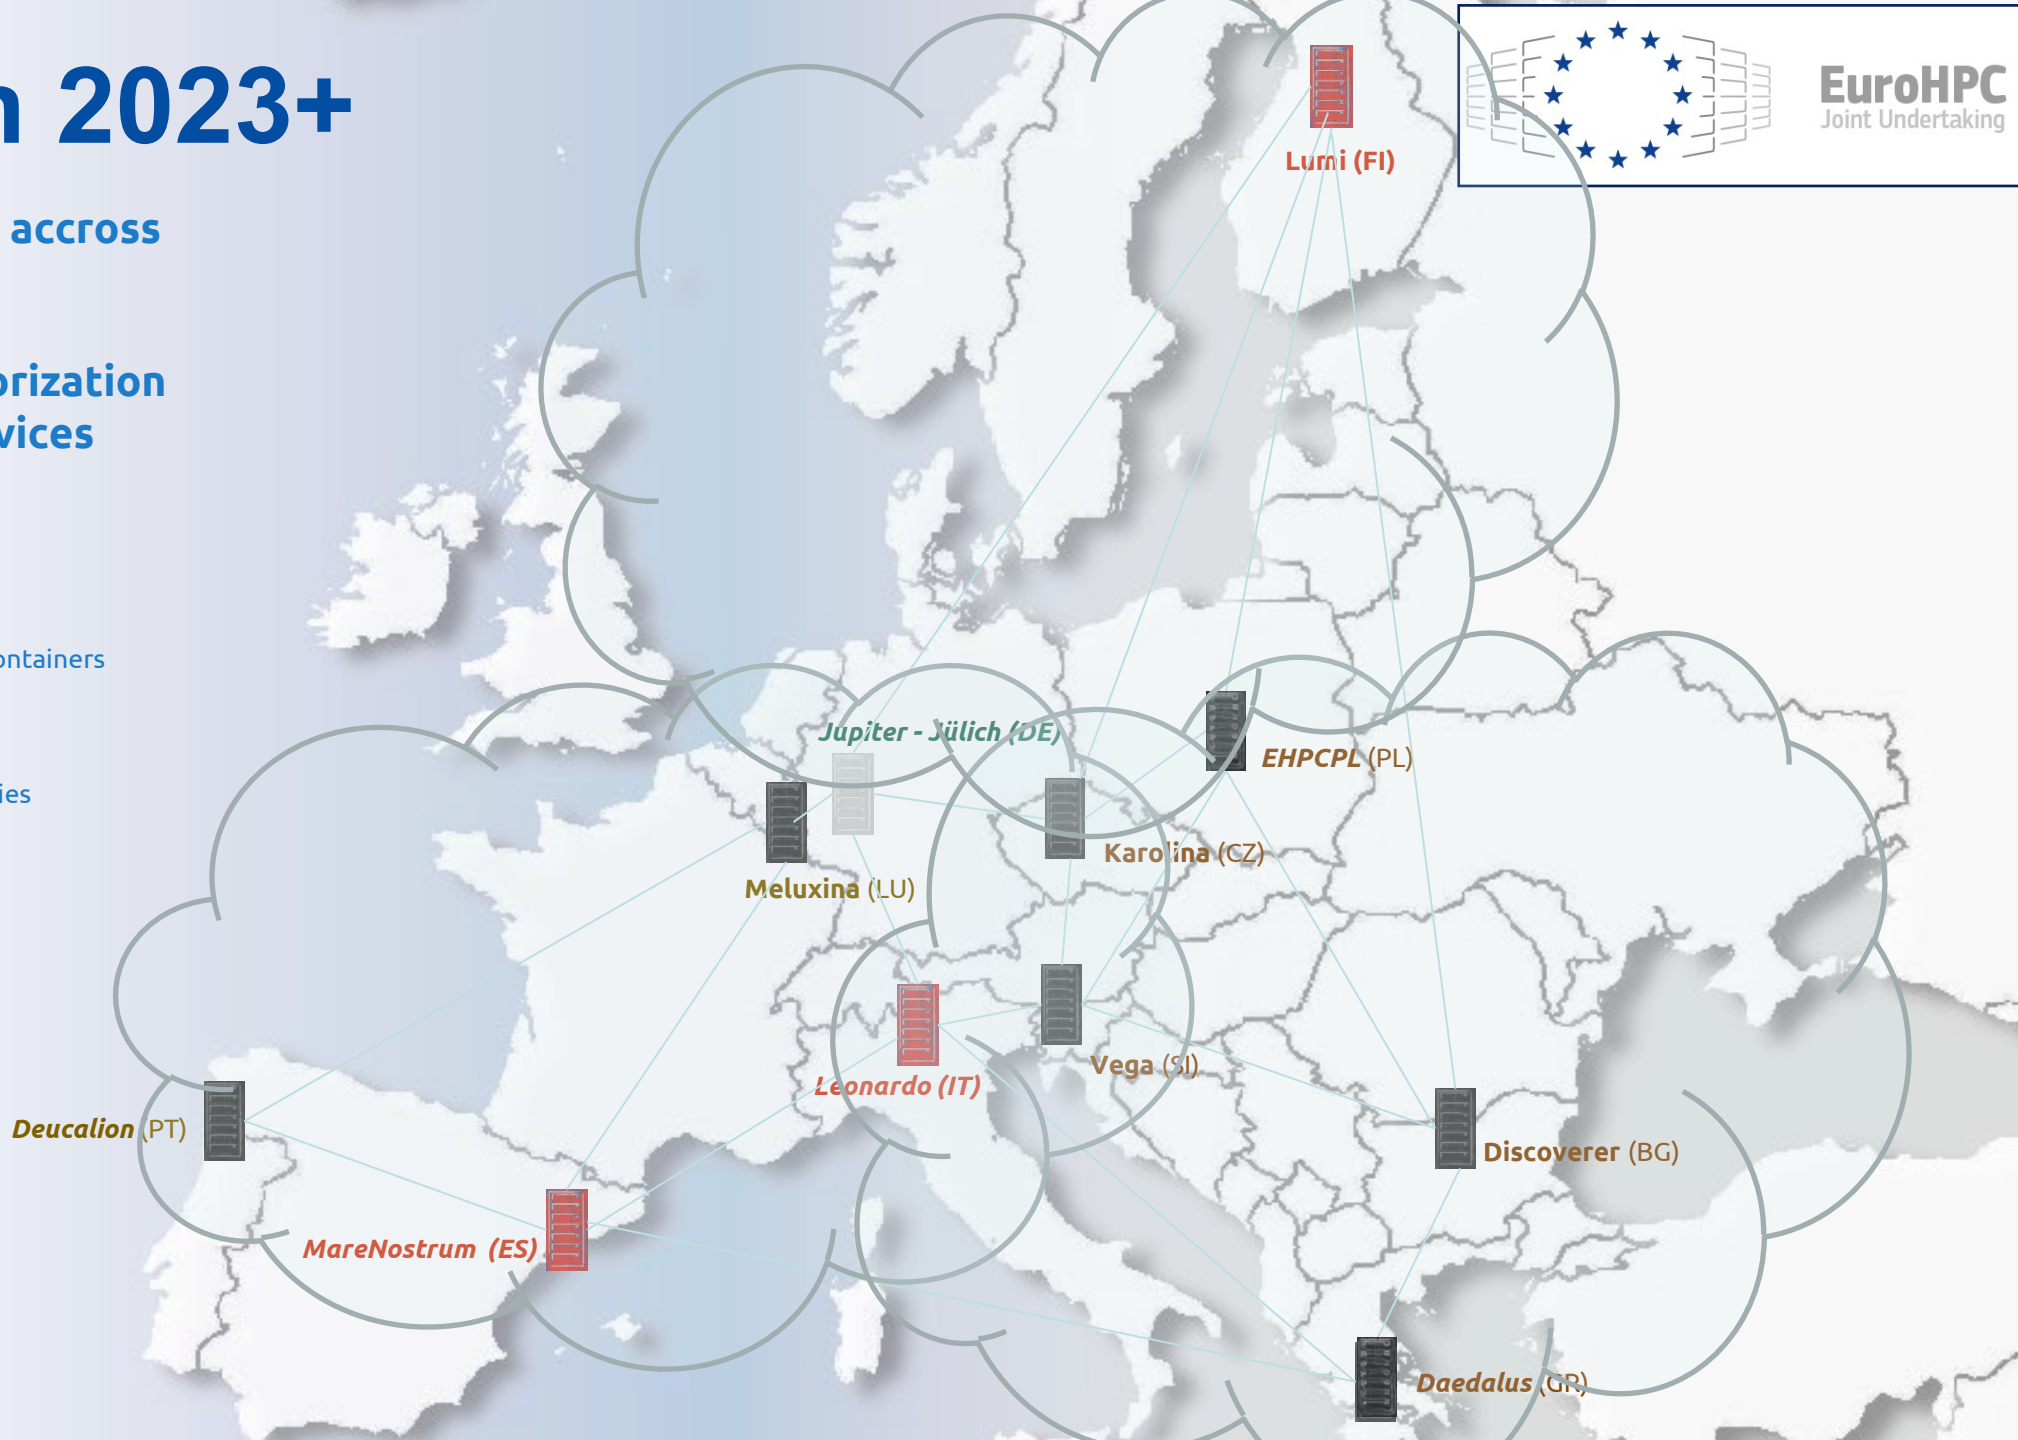 n 2023+
EuroHPC
Joint Undertaking
Lumi (FI)
accross
orization
vices
ontainers
Jupiter - Jülich (DE)
EHPCPL (PL)
ies
Karolina (CZ)
Meluxina (LU)
Vega (SI)
Leonardo (IT)
Deucalion (PT)
Discoverer (BG)
MareNostrum (ES)
Daedalus (GR)